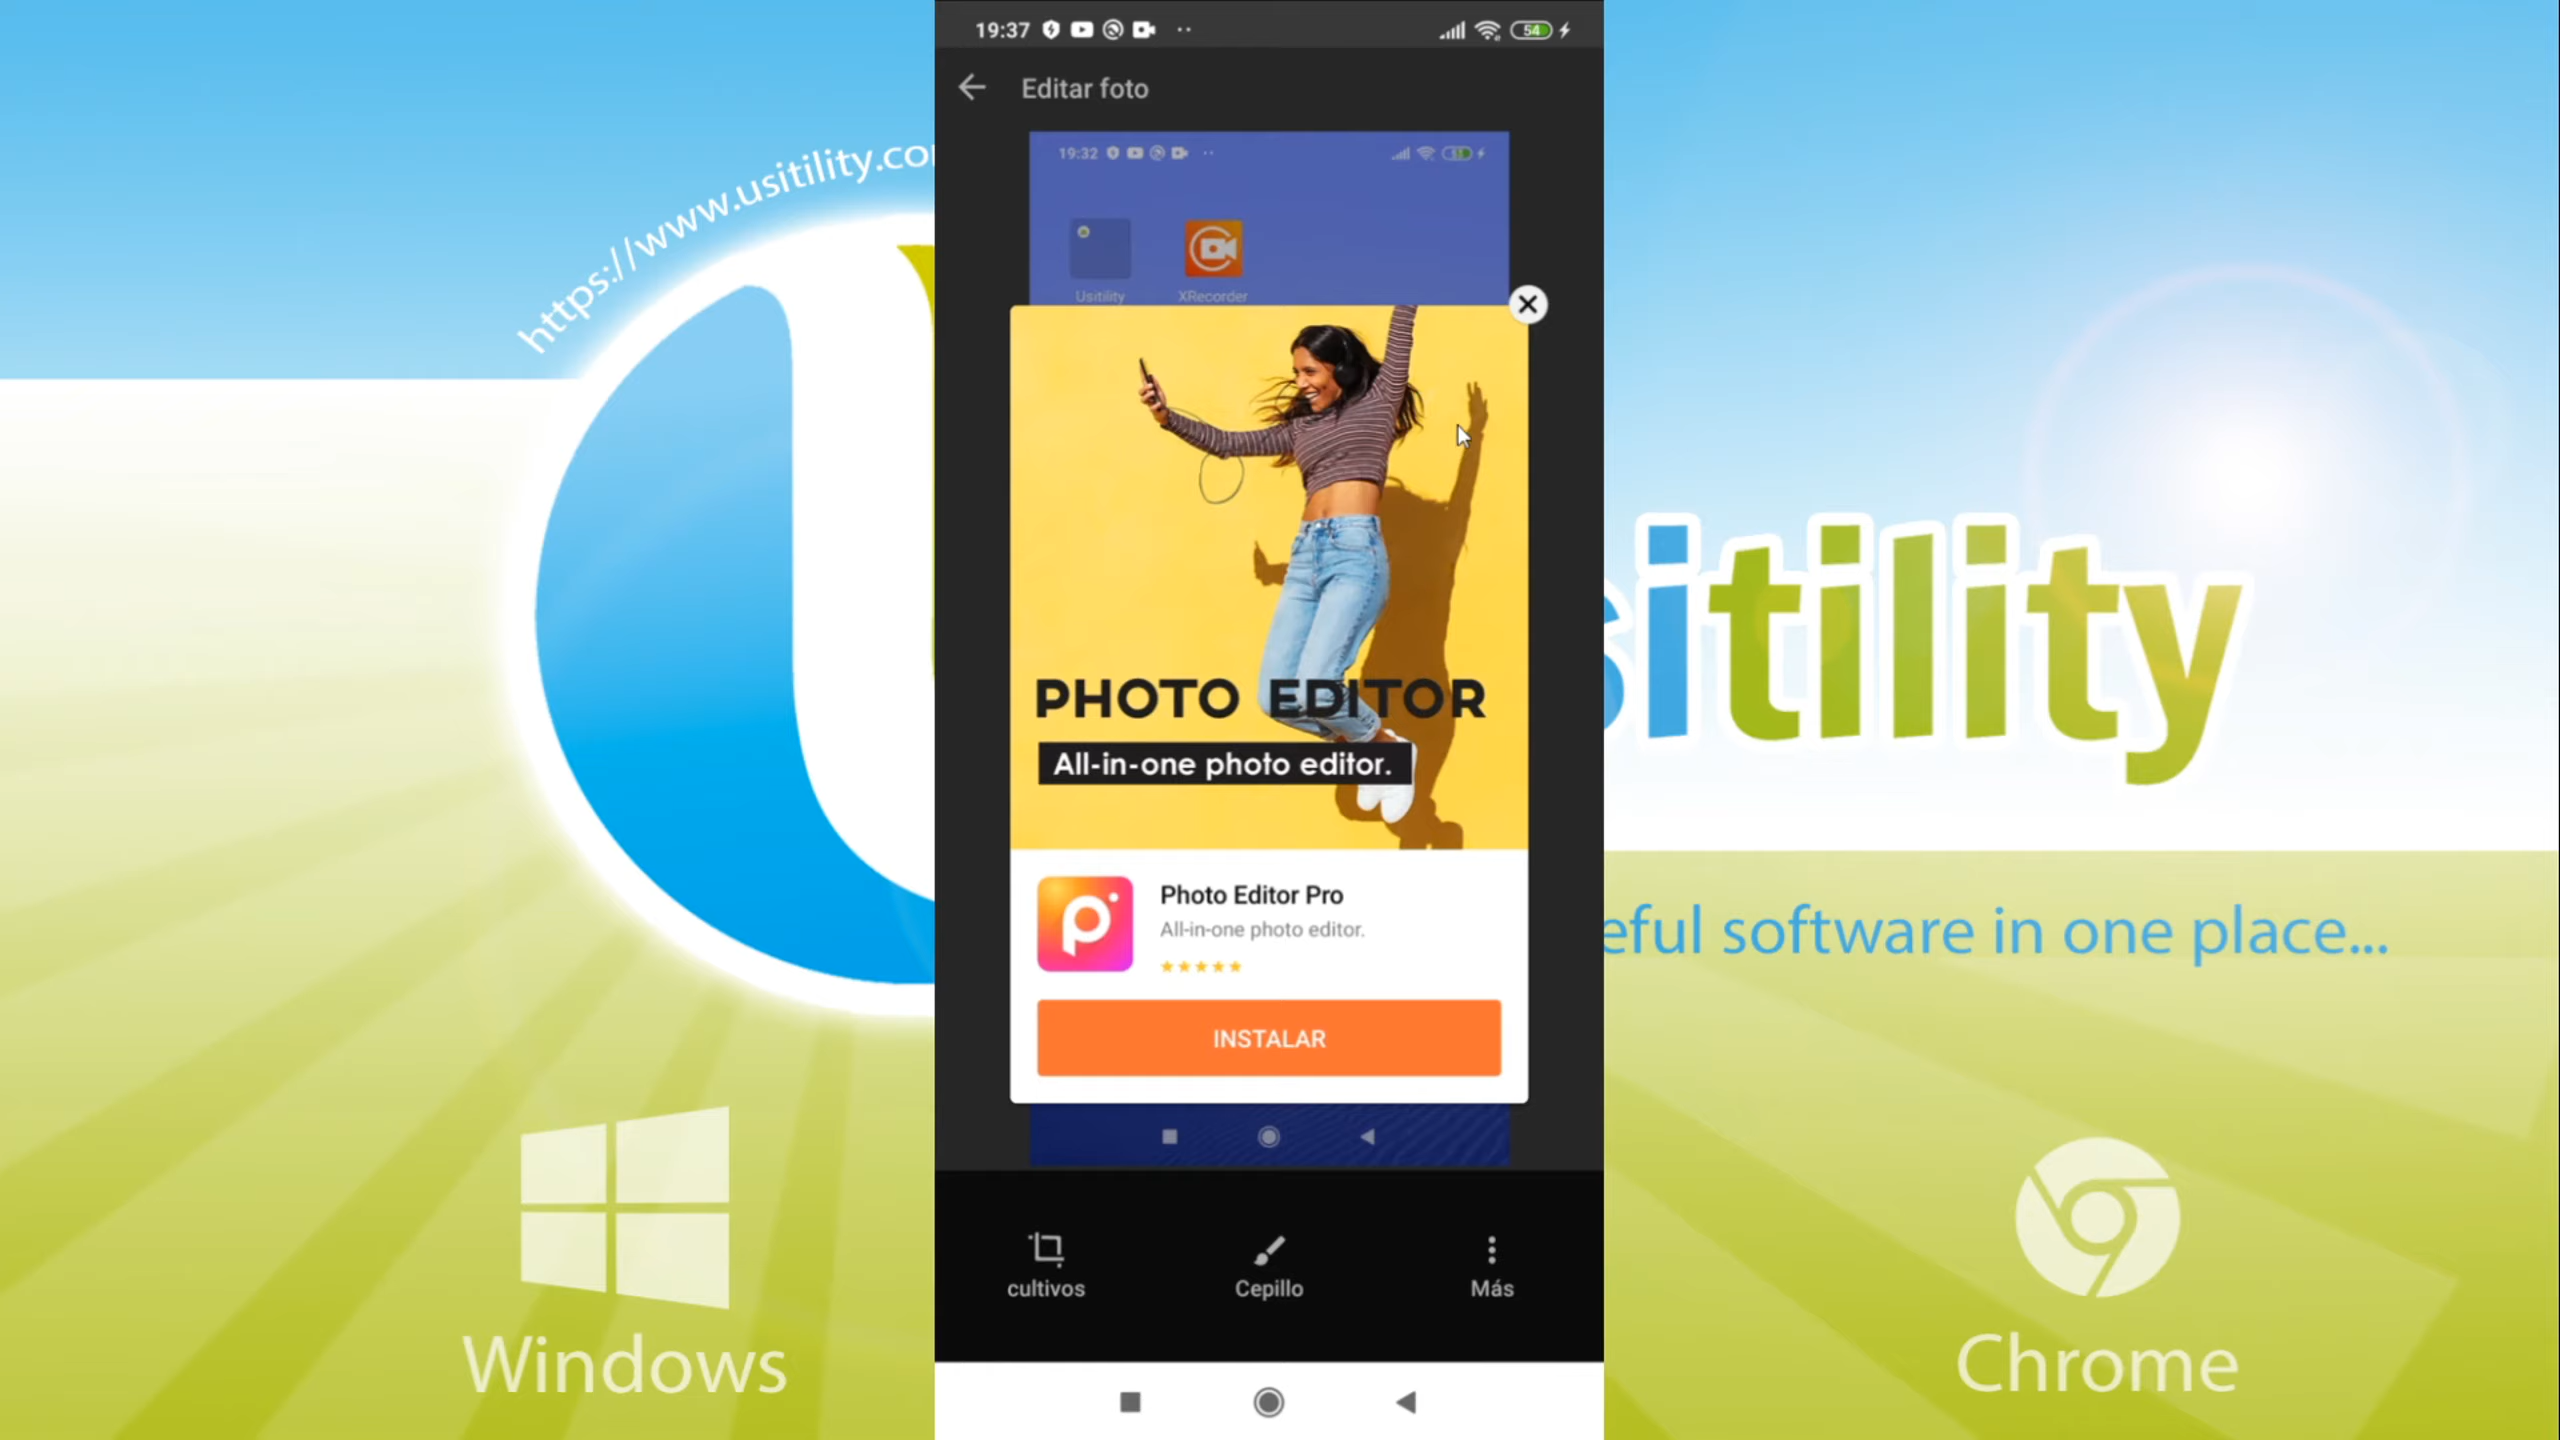 19:37
54
Editar foto
19:32
https://www.usitility.co
Usitility
XRecorder
PHOTO EDITOR
All-in-one photo editor.
sitility
Photo Editor Pro
All-in-one photo editor.
eful software in one place...
INSTALAR
cultivos
Cepillo
Más
Windows
Chrome